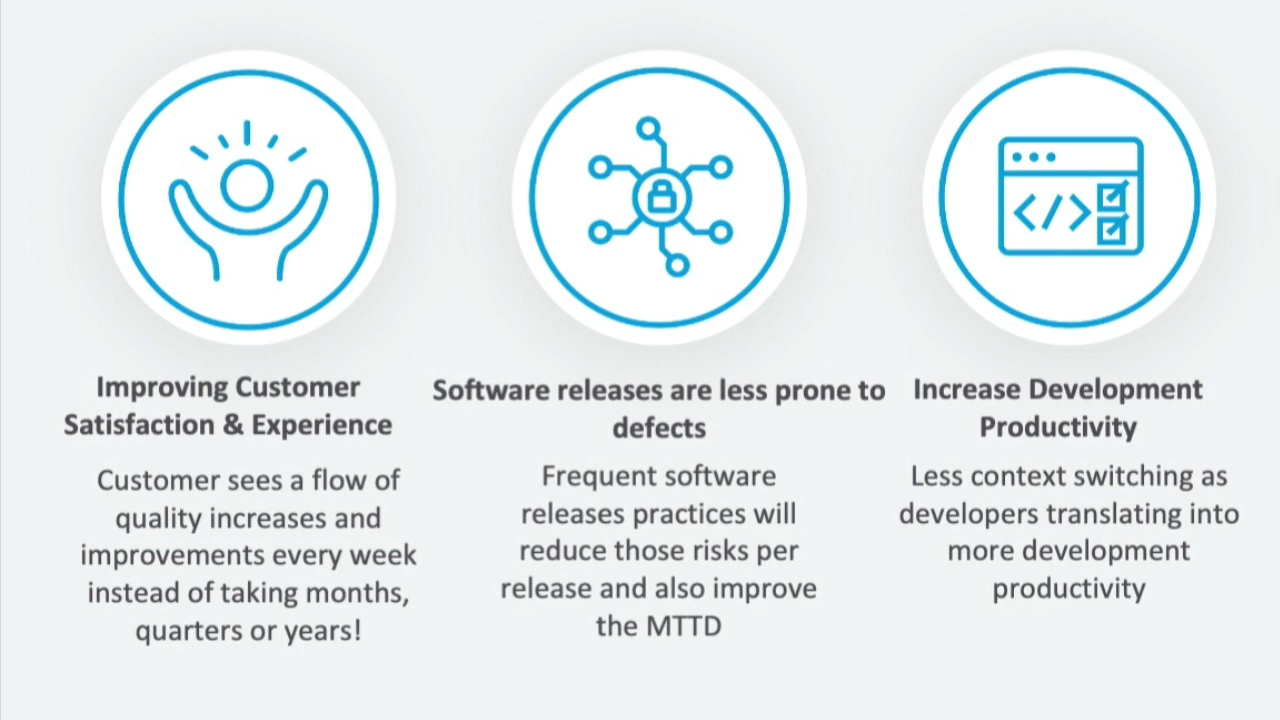 Improving Customer
Satisfaction & Experience
Customer sees a flow of
quality increases and
improvements every week
instead of taking months,
quarters or years!
Software releases are less prone to
defects
Frequent software
releases practices will
reduce those risks per
release and also improve
the MTTD
Increase Development
Productivity
Less context switching as
developers translating into
more development
productivity